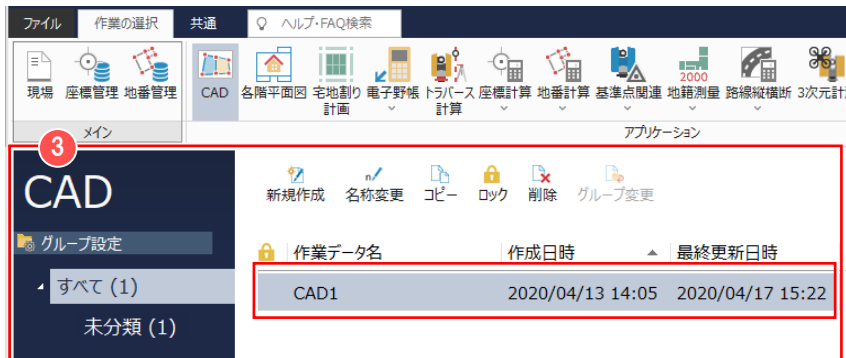 ファイル 作業の選択 共通 ヘルプ・FAQ検索
現場 座標管理 地番管理 CAD 各階平面図 宅地割り計画 電子野帳 トラバース計算 座標計算 地番計算 基準点関連 2000 地籍測量 路線縦横断 3次元計
メイン アプリケーション
3
CAD
新規作成 名称変更 コピー ロック 削除 グループ変更
グループ設定
作業データ名 作成日時 最終更新日時
すべて (1)
CAD1 2020/04/13 14:05 2020/04/17 15:22
未分類 (1)